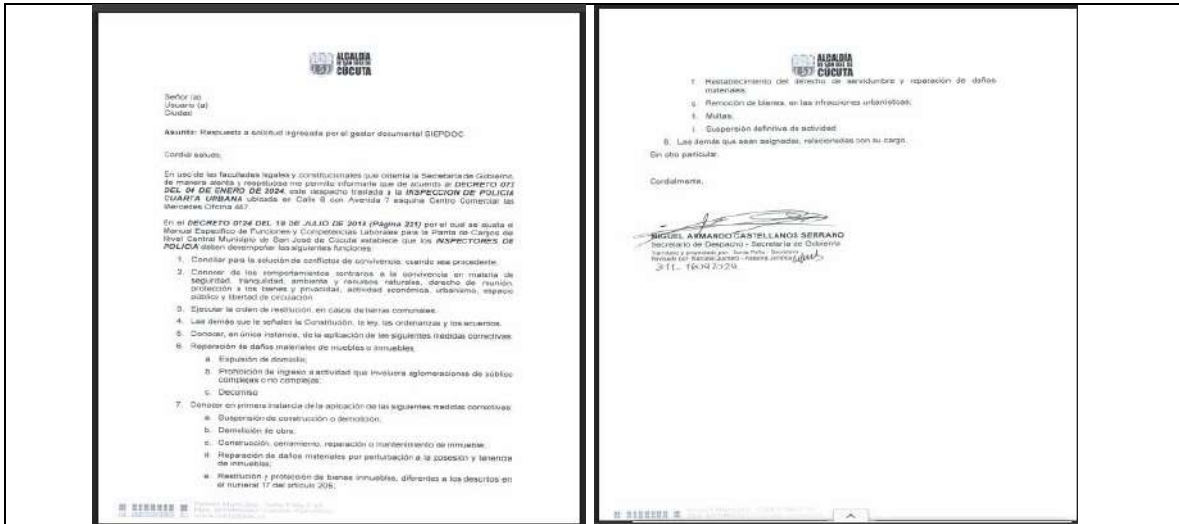 ALCALDÍA
DE SAN JOSÉ DE
CÚCUTA
Señor (a)
Usuario (a)
Ciudad
Asunto: Respuesta a solicitud ingresada por el gestor documental SIEPDOC
Cordial saludo,
En uso de las facultades legales y constitucionales que ostenta la Secretaría de Gobierno,
de manera atenta y respetuosa me permito informarle que de acuerdo al DECRETO 072
DEL 04 DE ENERO DE 2024, este despacho traslada a la INSPECCION DE POLICIA
CUARTA URBANA ubicada en Calle 6 con Avenida 7 esquina Centro Comercial las
Mercedes Oficina 467.
En el DECRETO 0724 DEL 19 DE JULIO DE 2018 (Página 221) por el cual se ajusta el
Manual Específico de Funciones y Competencias Laborales para la Planta de Cargos del
Nivel Central Municipio de San José de Cúcuta establece que los INSPECTORES DE
POLICIA deben desempeñar las siguientes funciones:
1. Conciliar para la solución de conflictos de convivencia, cuando sea procedente.
2. Conocer de los comportamientos contrarios a la convivencia en materia de
seguridad, tranquilidad, ambiente y recursos naturales, derecho de reunión,
protección a los bienes y privacidad, actividad económica, urbanismo, espacio
público y libertad de circulación
3. Ejecutar la orden de restitución, en casos de tierras comunales.
4. Las demás que le señalen la Constitución, la ley, las ordenanzas y los acuerdos.
5. Conocer, en única instancia, de la aplicación de las siguientes medidas correctivas:
6. Reparación de daños materiales de muebles o inmuebles;
a. Expulsión de domicilio;
b. Prohibición de ingreso a actividad que involucra aglomeraciones de público
complejas o no complejas;
c. Decomiso
7. Conocer en primera instancia de la aplicación de las siguientes medidas correctivas:
a. Suspensión de construcción o demolición;
b. Demolición de obra;
c. Construcción, cerramiento, reparación o mantenimiento de inmueble;
d. Reparación de daños materiales por perturbación a la posesión y tenencia
de inmuebles;
e. Restitución y protección de bienes inmuebles, diferentes a los descritos en
el numeral 17 del artículo 205;
ALCALDÍA
DE SAN JOSÉ DE
CÚCUTA
f. Restablecimiento del derecho de servidumbre y reparación de daños
materiales;
g. Remoción de bienes, en las infracciones urbanísticas;
h. Multas;
i. Suspensión definitiva de actividad
8. Las demás que sean asignadas, relacionadas con su cargo.
Sin otro particular.
Cordialmente,
MIGUEL ARMANDO CASTELLANOS SERRANO
Secretario de Despacho - Secretaría de Gobierno